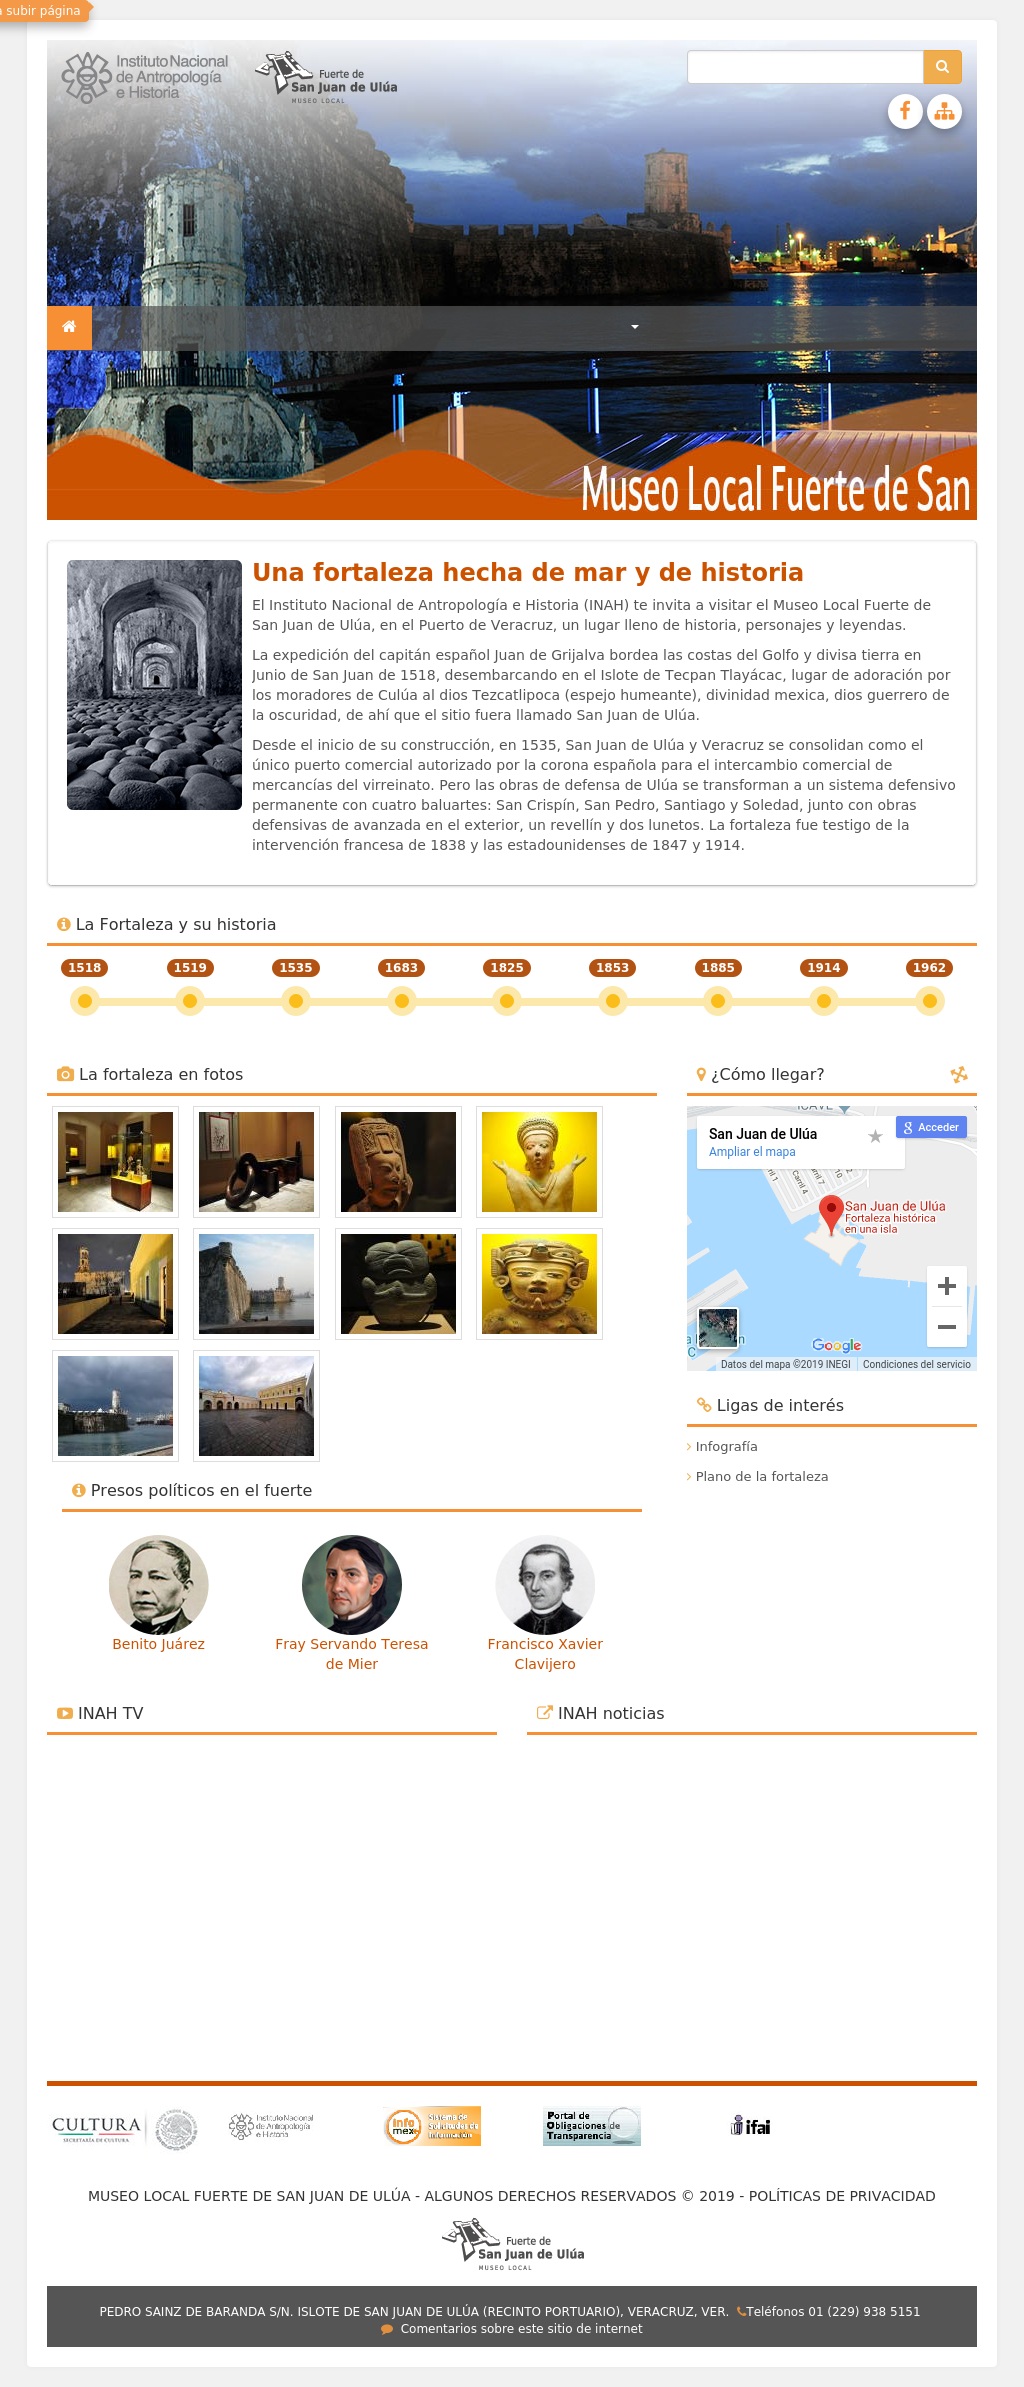 subir página
Instituto Nacional
de Antropología
e Historia
Fuerte de
San Juan de Ulúa
MUSEO LOCAL
Museo Local Fuerte de San
Una fortaleza hecha de mar y de historia
El Instituto Nacional de Antropología e Historia (INAH) te invita a visitar el Museo Local Fuerte de
San Juan de Ulúa, en el Puerto de Veracruz, un lugar lleno de historia, personajes y leyendas.
La expedición del capitán español Juan de Grijalva bordea las costas del Golfo y divisa tierra en
Junio de San Juan de 1518, desembarcando en el Islote de Tecpan Tlayácac, lugar de adoración por
los moradores de Culúa al dios Tezcatlipoca (espejo humeante), divinidad mexica, dios guerrero de
la oscuridad, de ahí que el sitio fuera llamado San Juan de Ulúa.
Desde el inicio de su construcción, en 1535, San Juan de Ulúa y Veracruz se consolidan como el
único puerto comercial autorizado por la corona española para el intercambio comercial de
mercancías del virreinato. Pero las obras de defensa de Ulúa se transforman a un sistema defensivo
permanente con cuatro baluartes: San Crispín, San Pedro, Santiago y Soledad, junto con obras
defensivas de avanzada en el exterior, un revellín y dos lunetos. La fortaleza fue testigo de la
intervención francesa de 1838 y las estadounidenses de 1847 y 1914.
La Fortaleza y su historia
1518 1519 1535 1683 1825 1853 1885 1914 1962
La fortaleza en fotos
¿Cómo llegar?
ICAVE
San Juan de Ulúa
Ampliar el mapa
Acceder
Carril 4
Carril 7
San Juan de Ulúa
Fortaleza histórica
en una isla
Google
Datos del mapa ©2019 INEGI Condiciones del servicio
Ligas de interés
Infografía
Plano de la fortaleza
Presos políticos en el fuerte
Benito Juárez
Fray Servando Teresa
de Mier
Francisco Xavier
Clavijero
INAH TV
INAH noticias
CULTURA
SECRETARÍA DE CULTURA
Instituto Nacional
de Antropología
e Historia
info
mex
Sistema de
Solicitudes de
Información
Portal de
Obligaciones de
Transparencia
ifai
MUSEO LOCAL FUERTE DE SAN JUAN DE ULÚA - ALGUNOS DERECHOS RESERVADOS © 2019 - POLÍTICAS DE PRIVACIDAD
Fuerte de
San Juan de Ulúa
MUSEO LOCAL
PEDRO SAINZ DE BARANDA S/N. ISLOTE DE SAN JUAN DE ULÚA (RECINTO PORTUARIO), VERACRUZ, VER. Teléfonos 01 (229) 938 5151
Comentarios sobre este sitio de internet